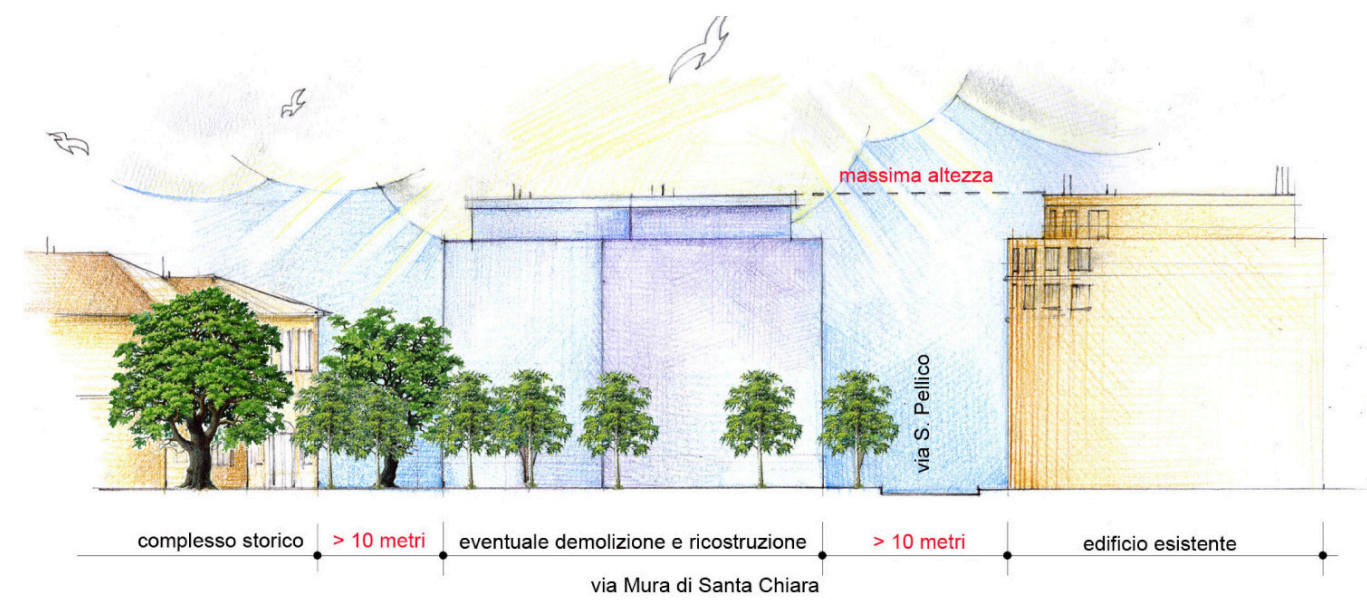 massima altezza
via S. Pellico
complesso storico
> 10 metri
eventuale demolizione e ricostruzione
> 10 metri
edificio esistente
via Mura di Santa Chiara